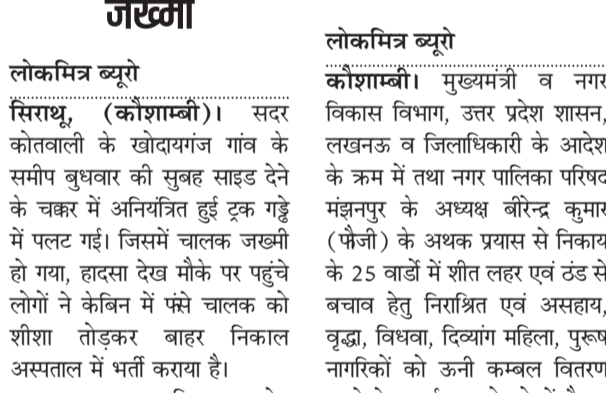 जख्मी
लोकमित्र ब्यूरो
सिराथू, (कौशाम्बी)। सदर
कोतवाली के खोदायगंज गांव के
समीप बुधवार की सुबह साइड देने
के चक्कर में अनियंत्रित हुई ट्रक गड्ढे
में पलट गई। जिसमें चालक जख्मी
हो गया, हादसा देख मौके पर पहुंचे
लोगों ने केबिन में फंसे चालक को
शीशा तोड़कर बाहर निकाल
अस्पताल में भर्ती कराया है।
लोकमित्र ब्यूरो
कौशाम्बी। मुख्यमंत्री व नगर
विकास विभाग, उत्तर प्रदेश शासन,
लखनऊ व जिलाधिकारी के आदेश
के क्रम में तथा नगर पालिका परिषद
मंझनपुर के अध्यक्ष बीरेन्द्र कुमार
(फौजी) के अथक प्रयास से निकाय
के 25 वार्डो में शीत लहर एवं ठंड से
बचाव हेतु निराश्रित एवं असहाय,
वृद्धा, विधवा, दिव्यांग महिला, पुरूष
नागरिकों को ऊनी कम्बल वितरण